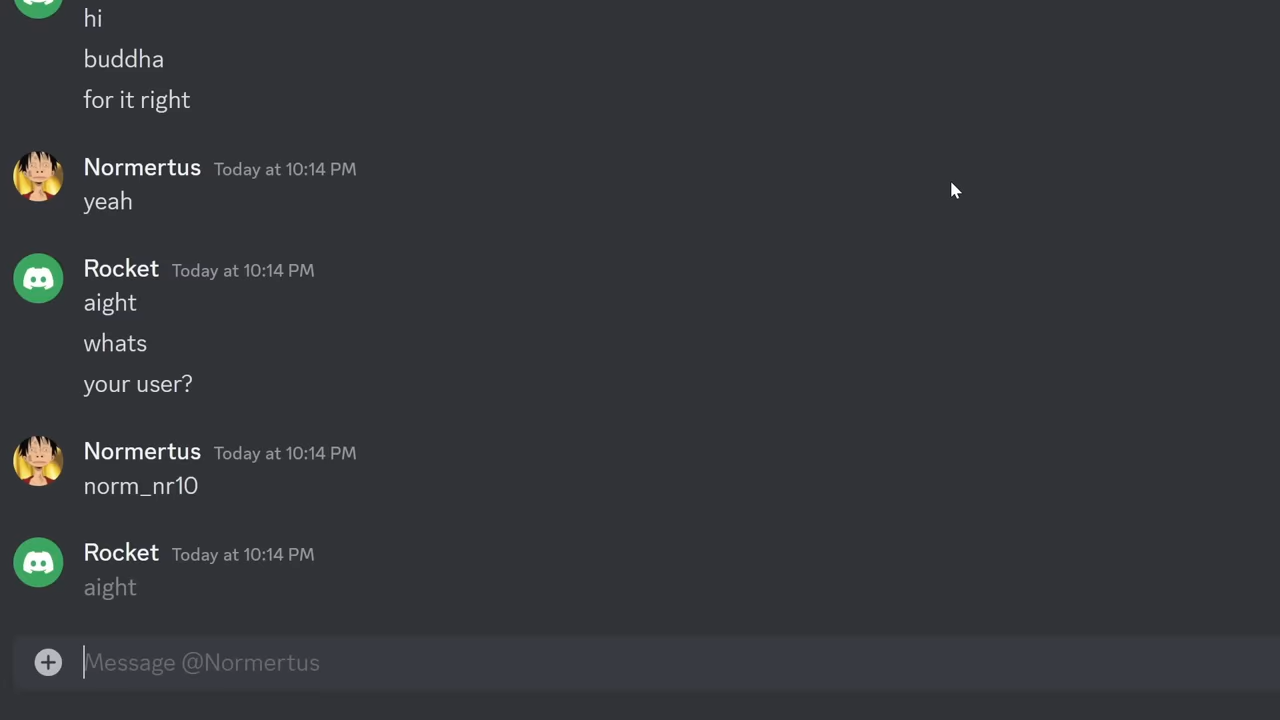 hi
buddha
for it right
Normertus Today at 10:14 PM
yeah
Rocket Today at 10:14 PM
aight
whats
your user?
Normertus Today at 10:14 PM
norm_nr10
Rocket Today at 10:14 PM
aight
Message @Normertus